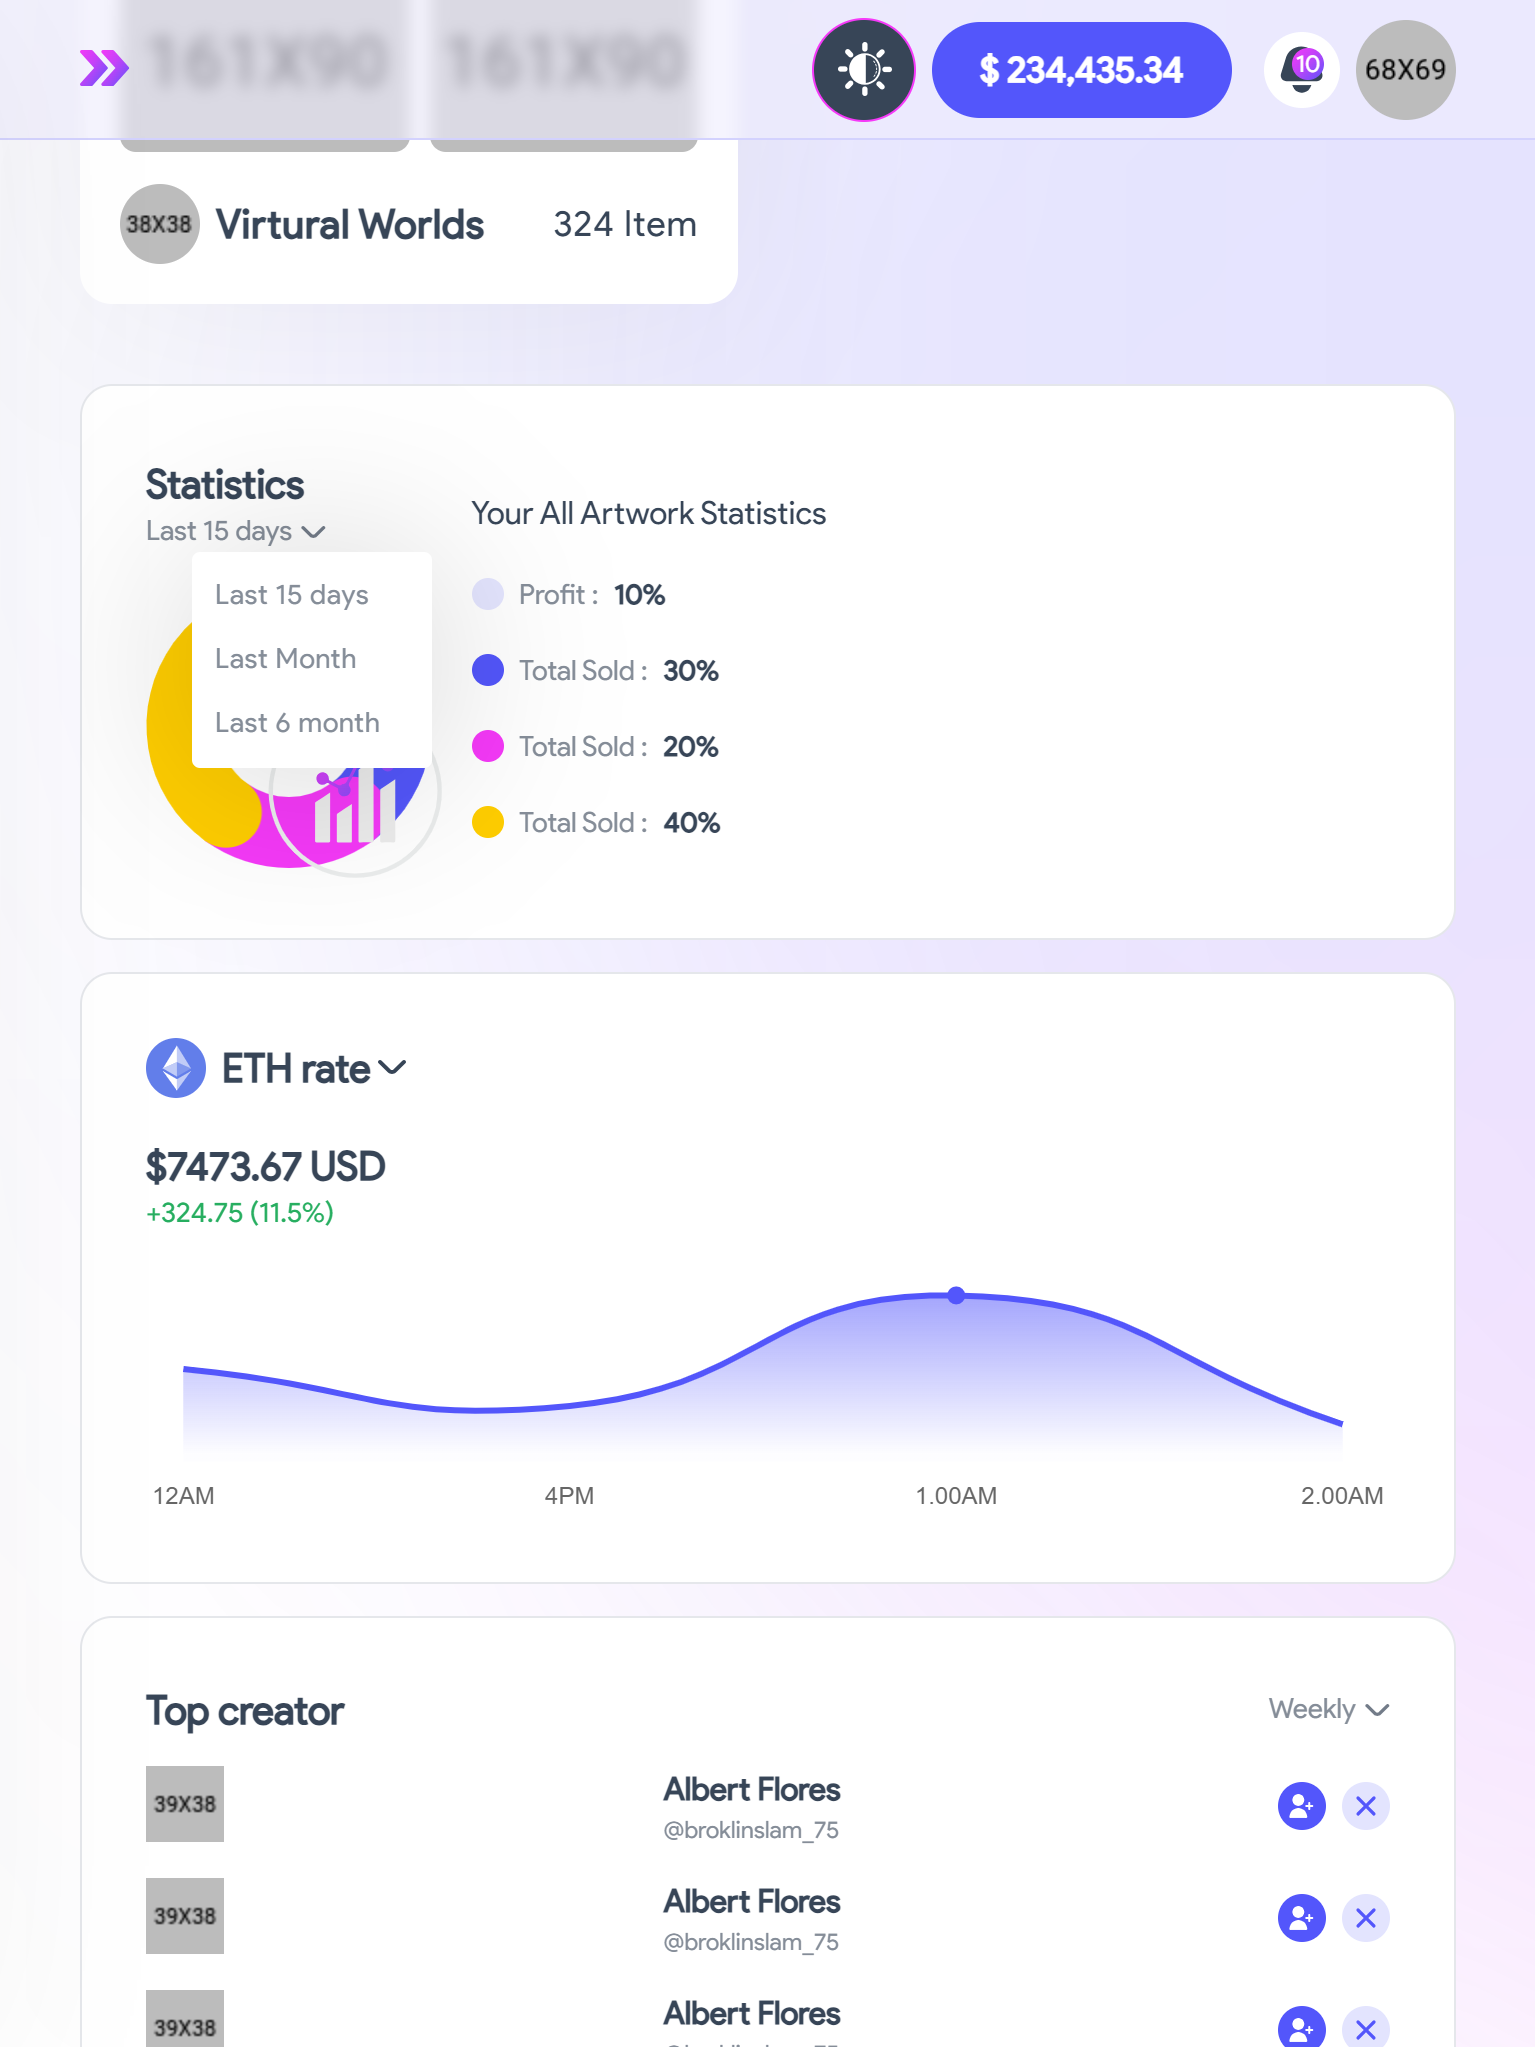 161X90 161X90
$ 234,435.34
10
68X69
38X38 Virtural Worlds 324 Item
Statistics
Last 15 days
Last 15 days
Last Month
Last 6 month
Your All Artwork Statistics
Profit : 10%
Total Sold : 30%
Total Sold : 20%
Total Sold : 40%
ETH rate
$7473.67 USD
+324.75 (11.5%)
12AM 4PM 1.00AM 2.00AM
Top creator
Weekly
39X38
Albert Flores
@broklinslam_75
39X38
Albert Flores
@broklinslam_75
39X38
Albert Flores